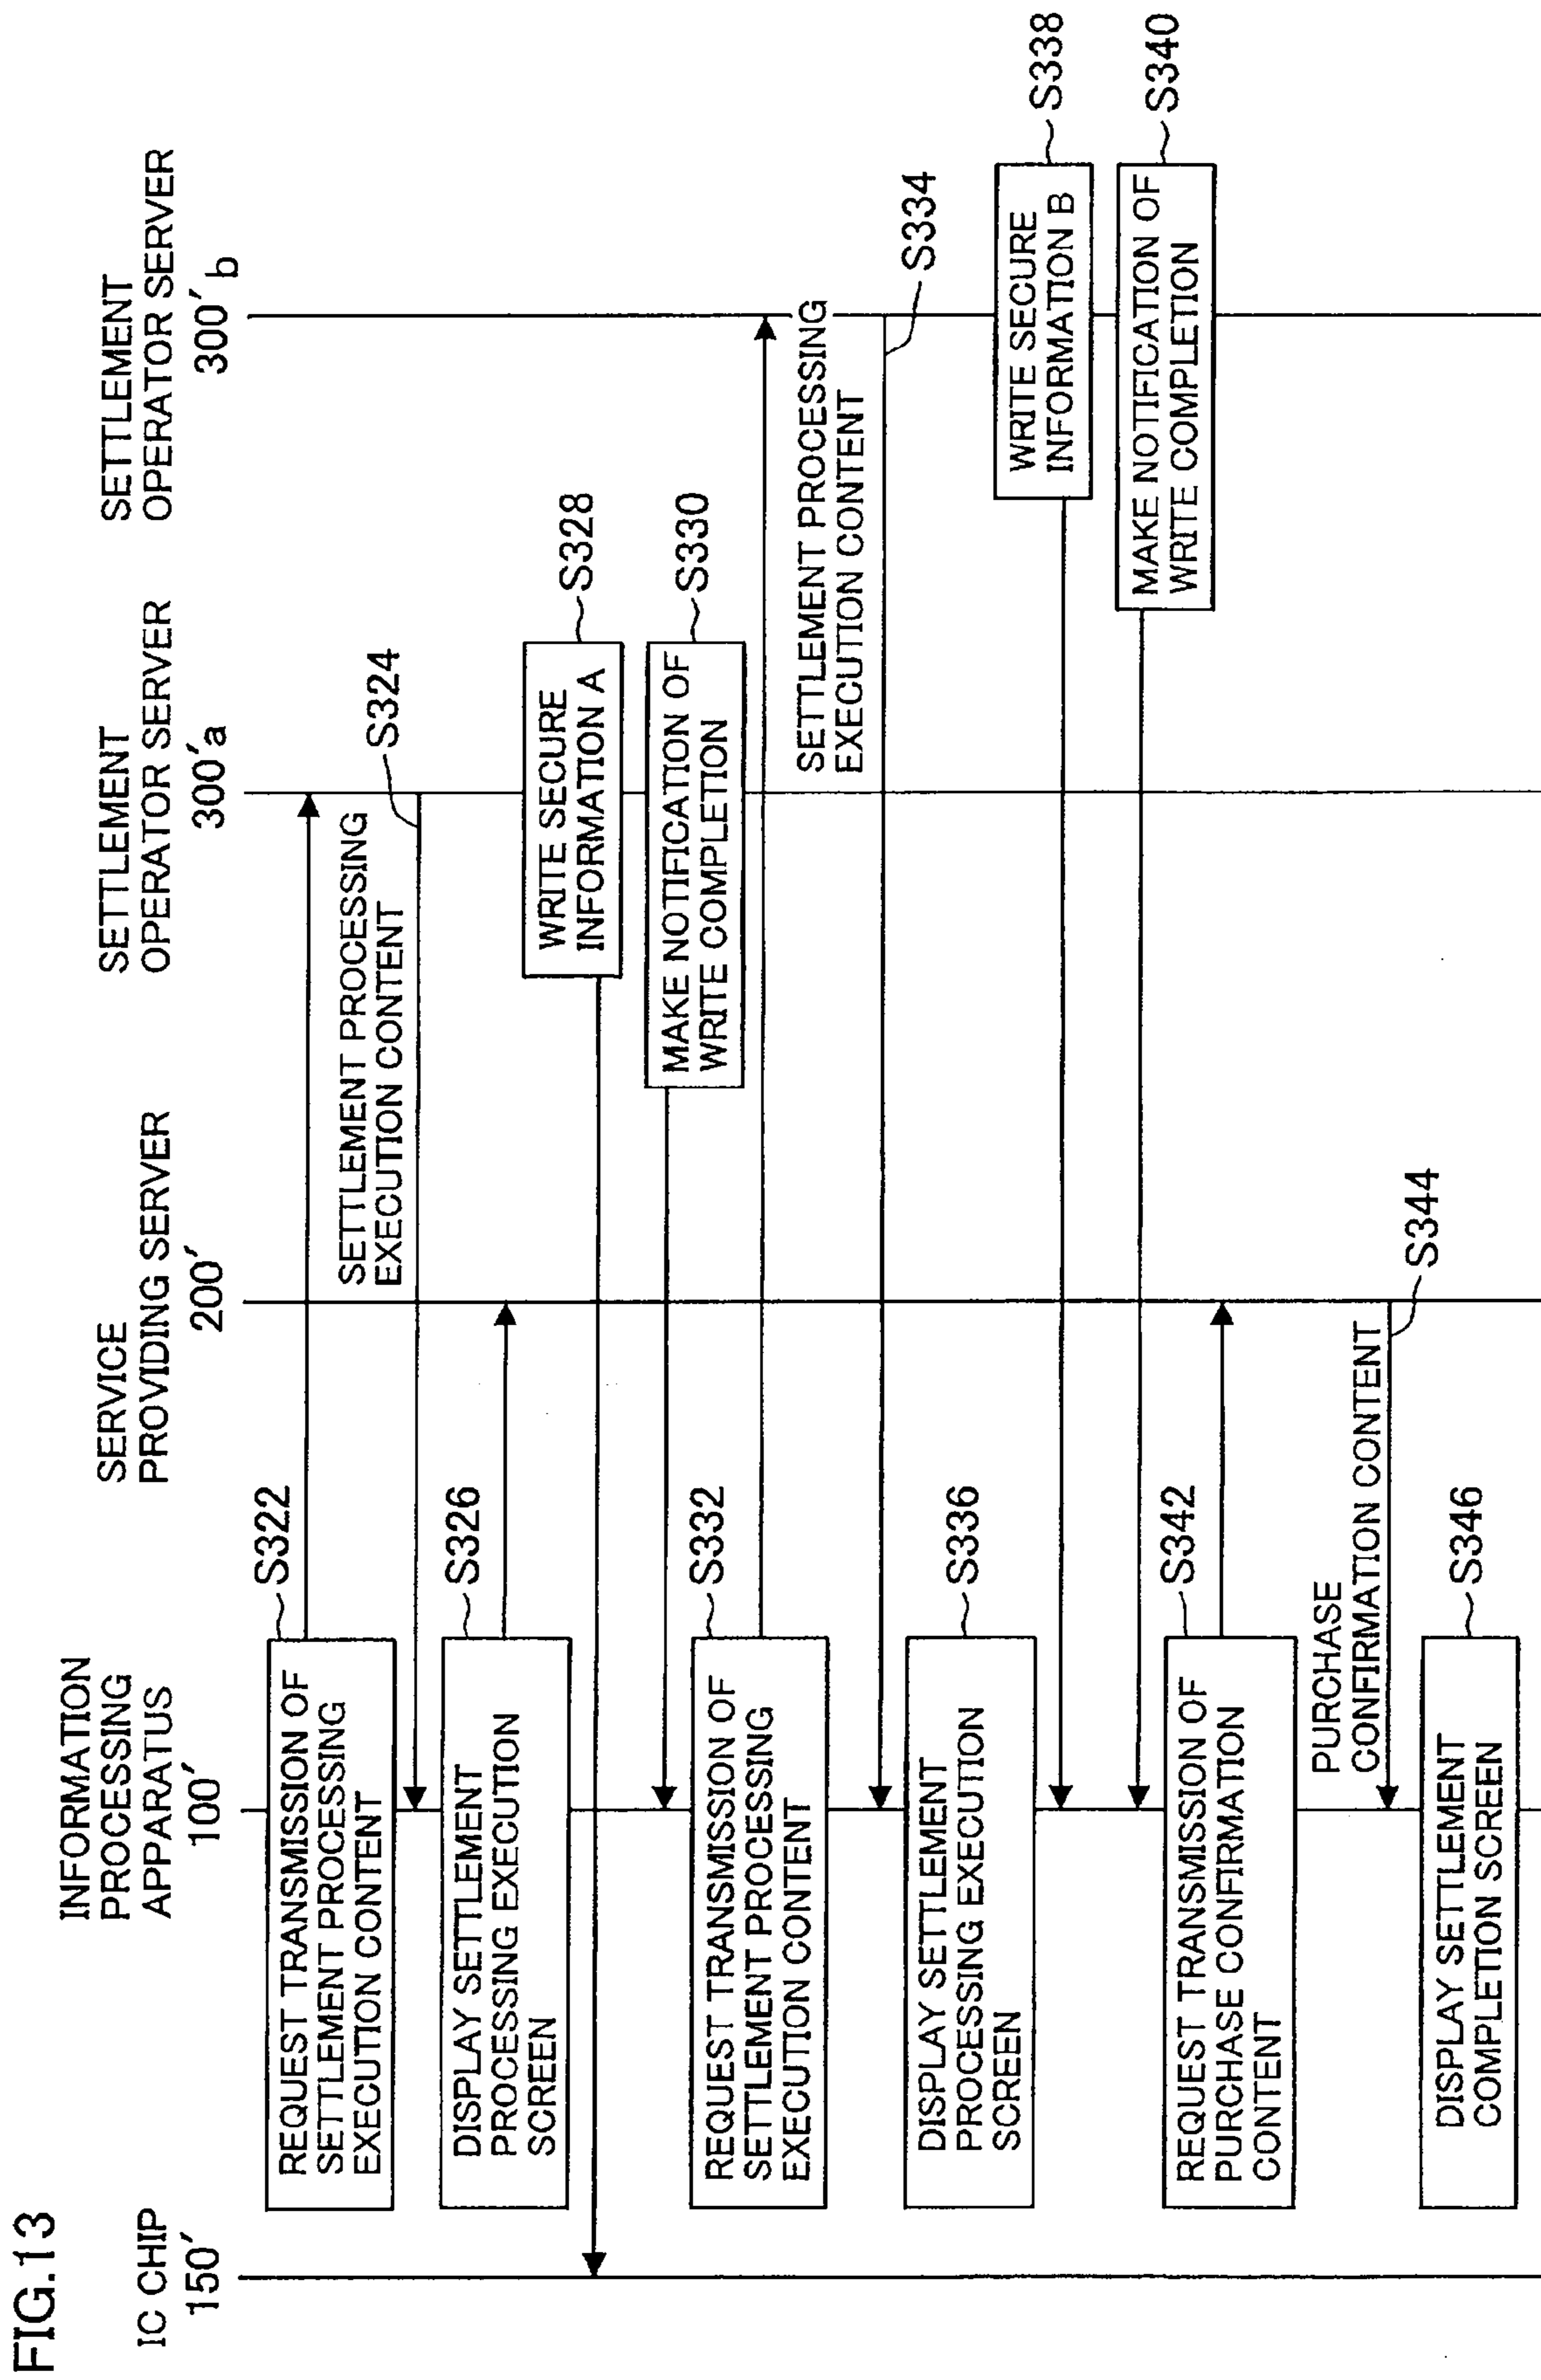 FIG.13
IC CHIP
150′
INFORMATION
PROCESSING
APPARATUS
100′
SERVICE
PROVIDING SERVER
200′
SETTLEMENT
OPERATOR SERVER
300′a
SETTLEMENT
OPERATOR SERVER
300′b
REQUEST TRANSMISSION OF
SETTLEMENT PROCESSING
EXECUTION CONTENT
S322
SETTLEMENT PROCESSING
EXECUTION CONTENT
S324
DISPLAY SETTLEMENT
PROCESSING EXECUTION
SCREEN
S326
WRITE SECURE
INFORMATION A
S328
MAKE NOTIFICATION OF
WRITE COMPLETION
S330
REQUEST TRANSMISSION OF
SETTLEMENT PROCESSING
EXECUTION CONTENT
S332
SETTLEMENT PROCESSING
EXECUTION CONTENT
S334
DISPLAY SETTLEMENT
PROCESSING EXECUTION
SCREEN
S336
WRITE SECURE
INFORMATION B
S338
MAKE NOTIFICATION OF
WRITE COMPLETION
S340
REQUEST TRANSMISSION OF
PURCHASE CONFIRMATION
CONTENT
S342
PURCHASE
CONFIRMATION CONTENT
S344
DISPLAY SETTLEMENT
COMPLETION SCREEN
S346